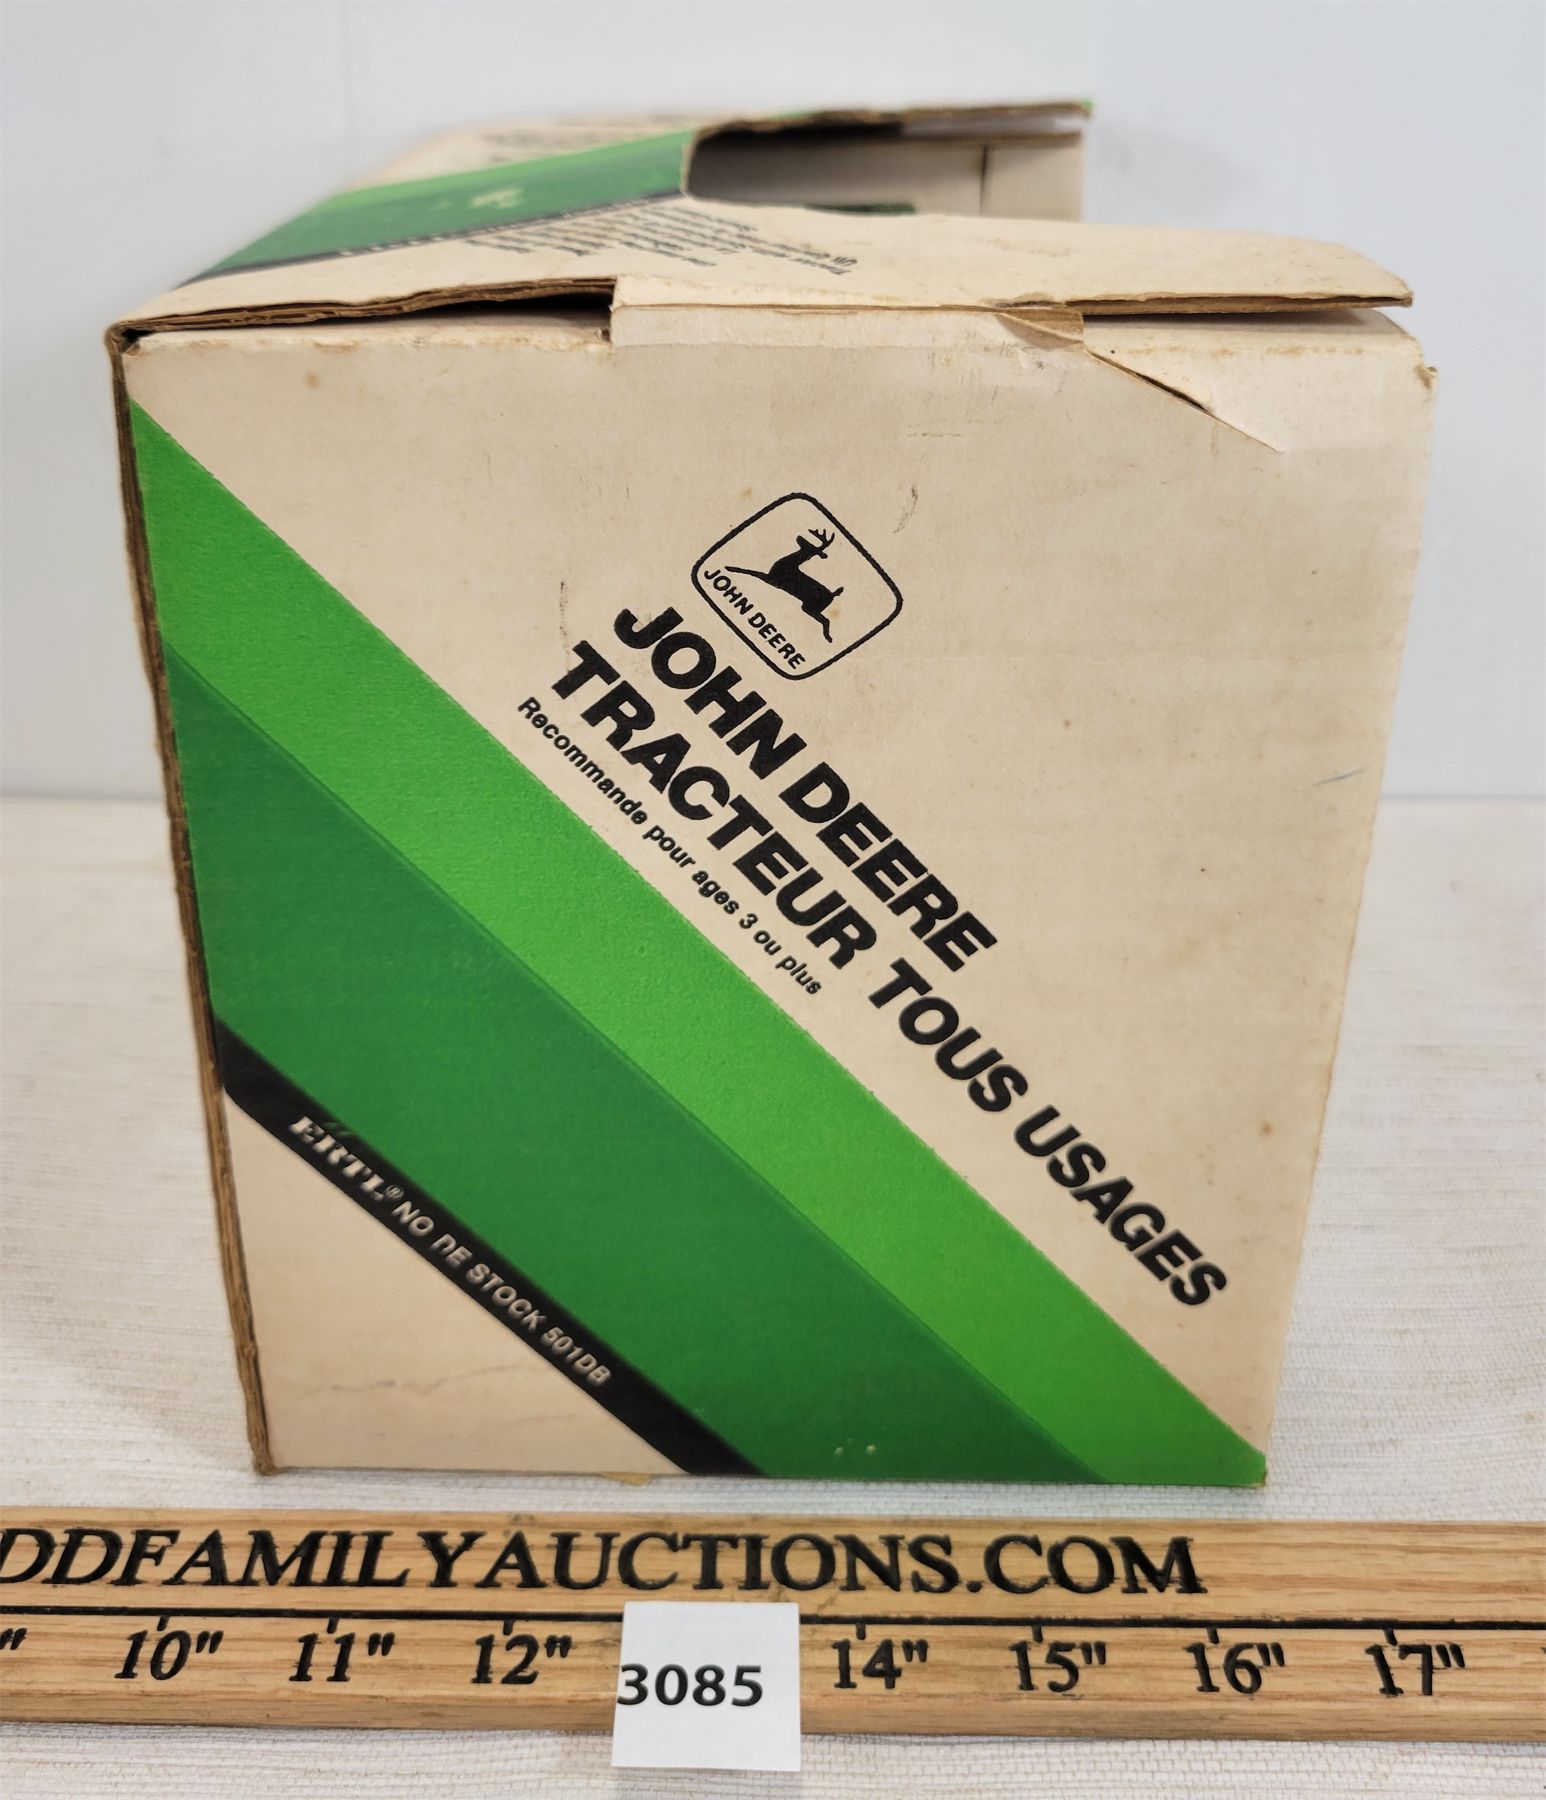 JOHN DEERE
JOHN DEERE
TRACTEUR TOUS USAGES
Recommande pour ages 3 ou plus
ERTL® NO DE STOCK 501DB
DDFAMILYAUCTIONS.COM
10" 11" 12" 14" 15" 16" 17"
3085